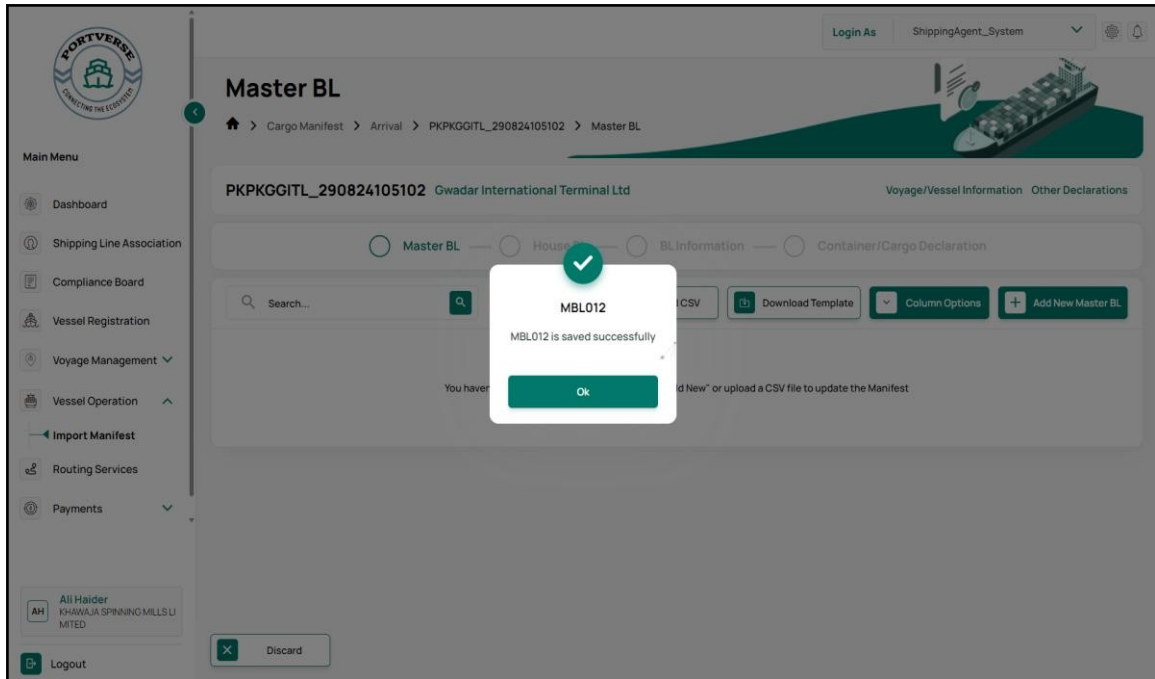 PORTVERSE
CONNECTING THE ECOSYSTEM
Login As ShippingAgent_System
Master BL
> Cargo Manifest > Arrival > PKPKGGITL_290824105102 > Master BL
Main Menu
Dashboard
Shipping Line Association
Compliance Board
Vessel Registration
Voyage Management
Vessel Operation
Import Manifest
Routing Services
Payments
AH
Ali Haider
KHAWAJA SPINNING MILLS LI
MITED
Logout
PKPKGGITL_290824105102 Gwadar International Terminal Ltd Voyage/Vessel Information Other Declarations
Master BL House BL Information Container/Cargo Declaration
Search... CSV Download Template Column Options Add New Master BL
You haven d New" or upload a CSV file to update the Manifest
MBL012
MBL012 is saved successfully
Ok
Discard